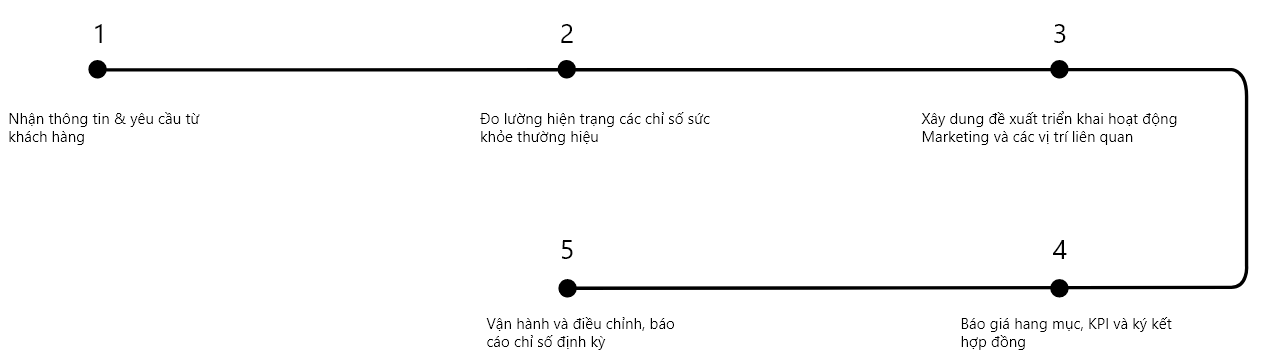 1
Nhận thông tin & yêu cầu từ
khách hàng
2
Đo lường hiện trạng các chỉ số sức
khỏe thường hiệu
3
Xây dung đề xuất triển khai hoạt động
Marketing và các vị trí liên quan
4
Báo giá hang mục, KPI và ký kết
hợp đồng
5
Vận hành và điều chỉnh, báo
cáo chỉ số định kỳ